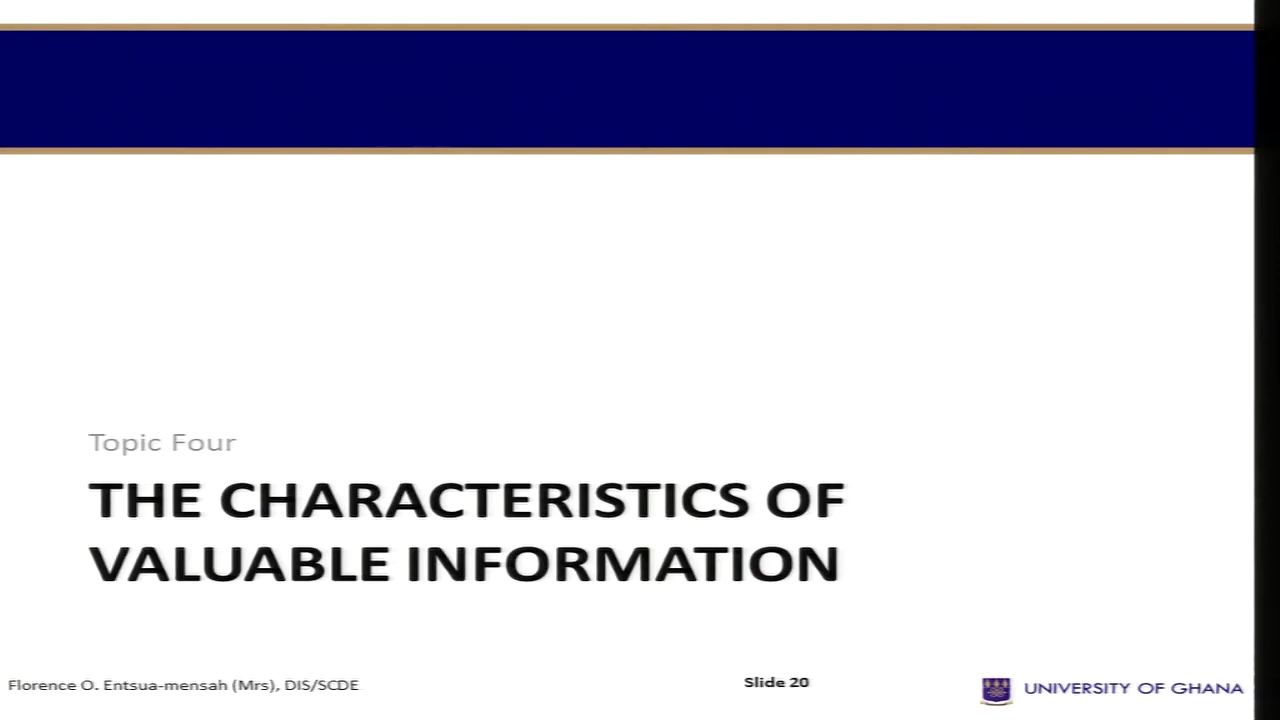 Topic Four
THE CHARACTERISTICS OF
VALUABLE INFORMATION
Florence O. Entsua-mensah (Mrs), DIS/SCDE
Slide 20
UNIVERSITY OF GHANA